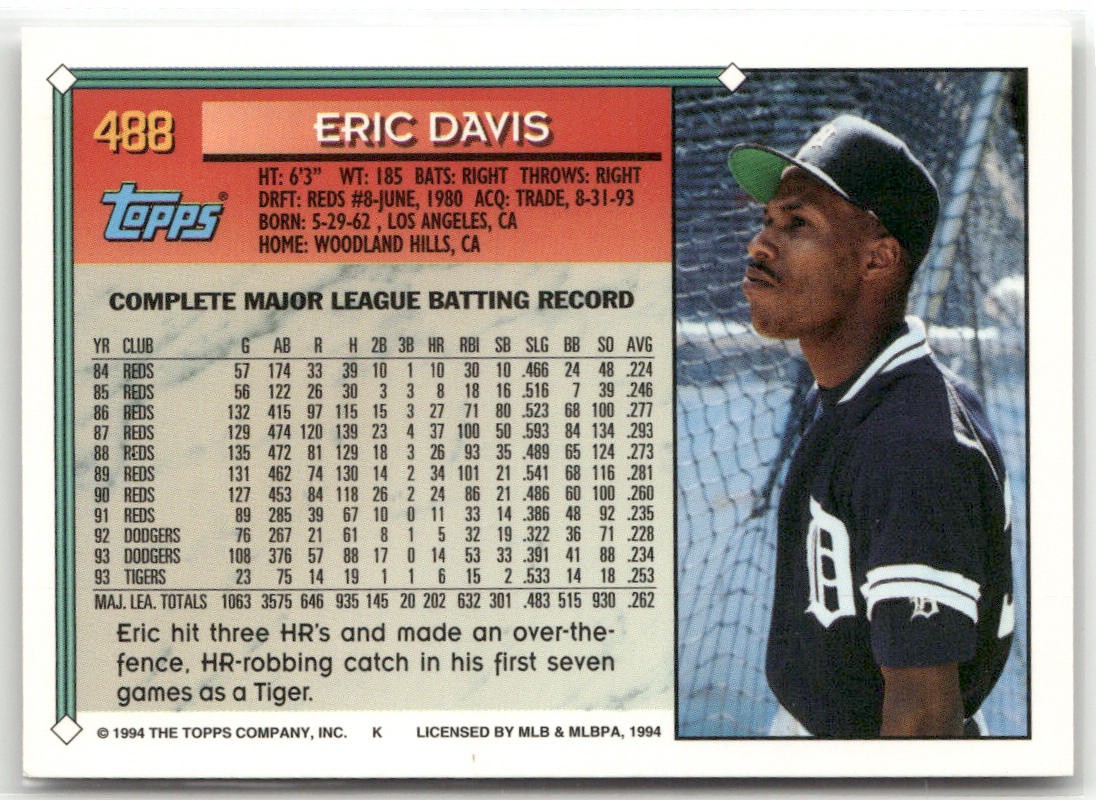 488
ERIC DAVIS
topps®
HT: 6'3" WT: 185 BATS: RIGHT THROWS: RIGHT
DRFT: REDS #8-JUNE, 1980 ACQ: TRADE, 8-31-93
BORN: 5-29-62 , LOS ANGELES, CA
HOME: WOODLAND HILLS, CA
COMPLETE MAJOR LEAGUE BATTING RECORD
YR CLUB G AB R H 2B 3B HR RBI SB SLG BB SO AVG
84 REDS 57 174 33 39 10 1 10 30 10 .466 24 48 .224
85 REDS 56 122 26 30 3 3 8 18 16 .516 7 39 .246
86 REDS 132 415 97 115 15 3 27 71 80 .523 68 100 .277
87 REDS 129 474 120 139 23 4 37 100 50 .593 84 134 .293
88 REDS 135 472 81 129 18 3 26 93 35 .489 65 124 .273
89 REDS 131 462 74 130 14 2 34 101 21 .541 68 116 .281
90 REDS 127 453 84 118 26 2 24 86 21 .486 60 100 .260
91 REDS 89 285 39 67 10 0 11 33 14 .386 48 92 .235
92 DODGERS 76 267 21 61 8 1 5 32 19 .322 36 71 .228
93 DODGERS 108 376 57 88 17 0 14 53 33 .391 41 88 .234
93 TIGERS 23 75 14 19 1 1 6 15 2 .533 14 18 .253
MAJ. LEA. TOTALS 1063 3575 646 935 145 20 202 632 301 .483 515 930 .262
Eric hit three HR's and made an over-the-
fence, HR-robbing catch in his first seven
games as a Tiger.
© 1994 THE TOPPS COMPANY, INC. K LICENSED BY MLB & MLBPA, 1994
D
D